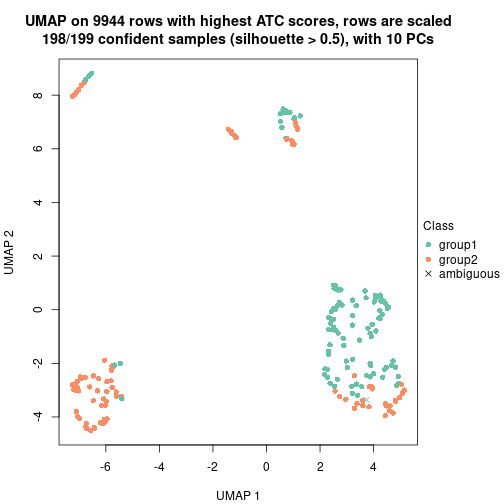 UMAP on 9944 rows with highest ATC scores, rows are scaled
198/199 confident samples (silhouette > 0.5), with 10 PCs
8
6
4
2
0
-2
-4
UMAP 2
-6
-4
-2
0
2
4
UMAP 1
Class
group1
group2
ambiguous